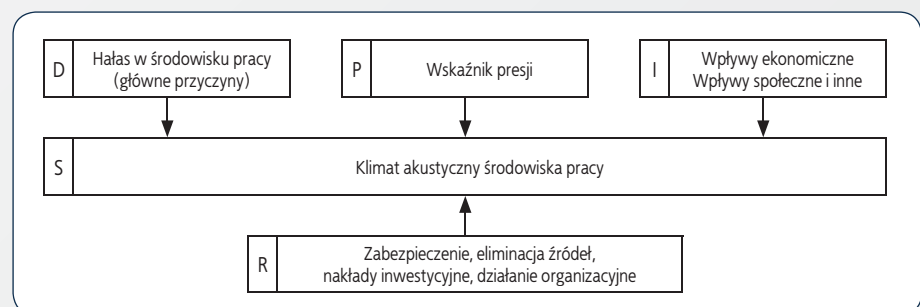 D
Hałas w środowisku pracy
(główne przyczyny)
P
Wskaźnik presji
I
Wpływy ekonomiczne
Wpływy społeczne i inne
S
Klimat akustyczny środowiska pracy
R
Zabezpieczenie, eliminacja źródeł,
nakłady inwestycyjne, działanie organizacyjne